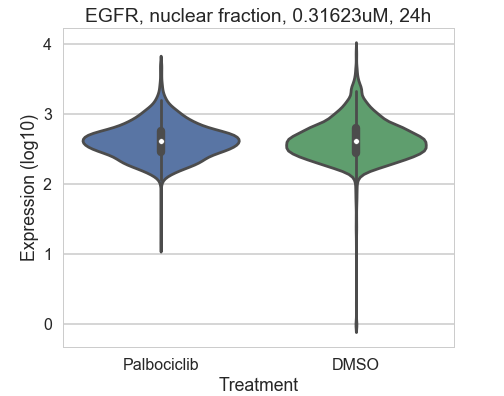 EGFR, nuclear fraction, 0.31623uM, 24h
4
3
2
1
0
Expression (log10)
Palbociclib DMSO
Treatment